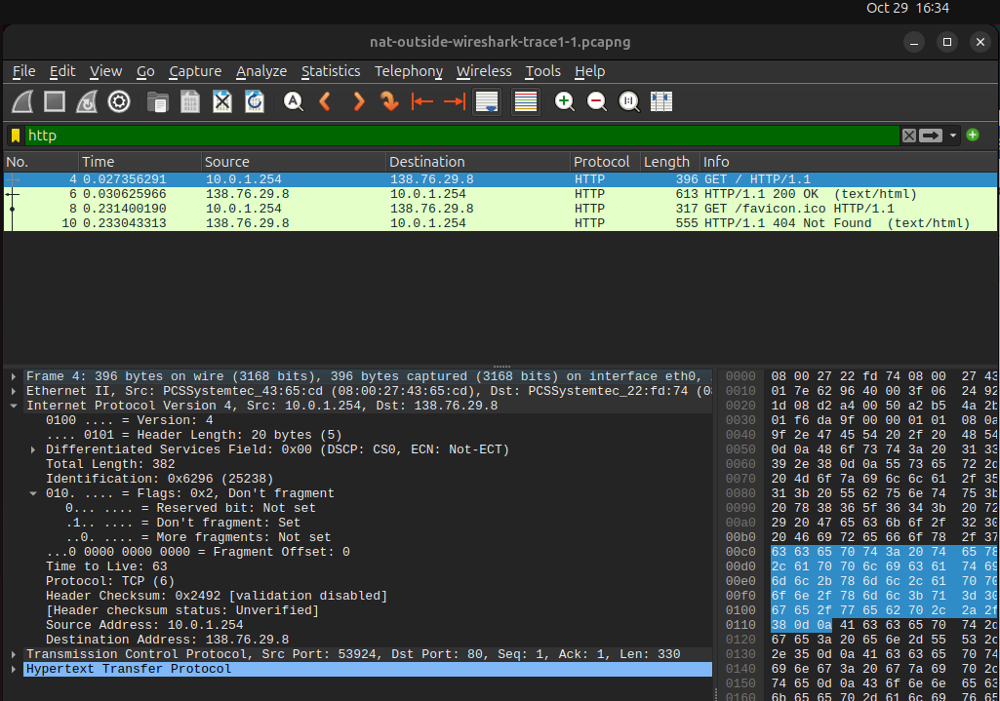 Oct 29 16:34
nat-outside-wireshark-trace1-1.pcapng
File Edit View Go Capture Analyze Statistics Telephony Wireless Tools Help
http
No. Time Source Destination Protocol Length Info
4 0.027356291 10.0.1.254 138.76.29.8 HTTP 396 GET / HTTP/1.1
6 0.030625966 138.76.29.8 10.0.1.254 HTTP 613 HTTP/1.1 200 OK (text/html)
8 0.231400190 10.0.1.254 138.76.29.8 HTTP 317 GET /favicon.ico HTTP/1.1
10 0.233043313 138.76.29.8 10.0.1.254 HTTP 555 HTTP/1.1 404 Not Found (text/html)
Frame 4: 396 bytes on wire (3168 bits), 396 bytes captured (3168 bits) on interface eth0,
Ethernet II, Src: PCSSystemtec_43:65:cd (08:00:27:43:65:cd), Dst: PCSSystemtec_22:fd:74 (08
Internet Protocol Version 4, Src: 10.0.1.254, Dst: 138.76.29.8
0100 .... = Version: 4
.... 0101 = Header Length: 20 bytes (5)
Differentiated Services Field: 0x00 (DSCP: CS0, ECN: Not-ECT)
Total Length: 382
Identification: 0x6296 (25238)
010. .... = Flags: 0x2, Don't fragment
0... .... = Reserved bit: Not set
.1.. .... = Don't fragment: Set
..0. .... = More fragments: Not set
...0 0000 0000 0000 = Fragment Offset: 0
Time to Live: 63
Protocol: TCP (6)
Header Checksum: 0x2492 [validation disabled]
[Header checksum status: Unverified]
Source Address: 10.0.1.254
Destination Address: 138.76.29.8
Transmission Control Protocol, Src Port: 53924, Dst Port: 80, Seq: 1, Ack: 1, Len: 330
Hypertext Transfer Protocol
0000 08 00 27 22 fd 74 08 00 27 43
0010 01 7e 62 96 40 00 3f 06 24 92
0020 1d 08 d2 a4 00 50 a2 b5 4a 2b
0030 01 f6 da 9f 00 00 01 01 08 0a
0040 9f 2e 47 45 54 20 2f 20 48 54
0050 0d 0a 48 6f 73 74 3a 20 31 33
0060 39 2e 38 0d 0a 55 73 65 72 2d
0070 20 4d 6f 7a 69 6c 6c 61 2f 35
0080 31 3b 20 55 62 75 6e 74 75 3b
0090 20 78 38 36 5f 36 34 3b 20 72
00a0 29 20 47 65 63 6b 6f 2f 32 30
00b0 20 46 69 72 65 66 6f 78 2f 37
00c0 63 63 65 70 74 3a 20 74 65 78
00d0 2c 61 70 70 6c 69 63 61 74 69
00e0 6d 6c 2b 78 6d 6c 2c 61 70 70
00f0 6f 6e 2f 78 6d 6c 3b 71 3d 30
0100 67 65 2f 77 65 62 70 2c 2a 2f
0110 38 0d 0a 41 63 63 65 70 74 2d
0120 67 65 3a 20 65 6e 2d 55 53 2c
0130 2e 35 0d 0a 41 63 63 65 70 74
0140 69 6e 67 3a 20 67 7a 69 70 2c
0150 74 65 0d 0a 43 6f 6e 6e 65 63
0160 6b 65 65 70 2d 61 6c 69 76 65